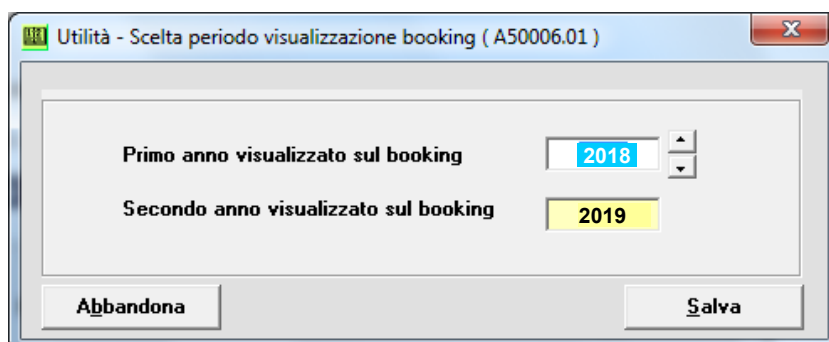 Utilità - Scelta periodo visualizzazione booking ( A50006.01 )
Primo anno visualizzato sul booking 2018
Secondo anno visualizzato sul booking 2019
Abbandona Salva